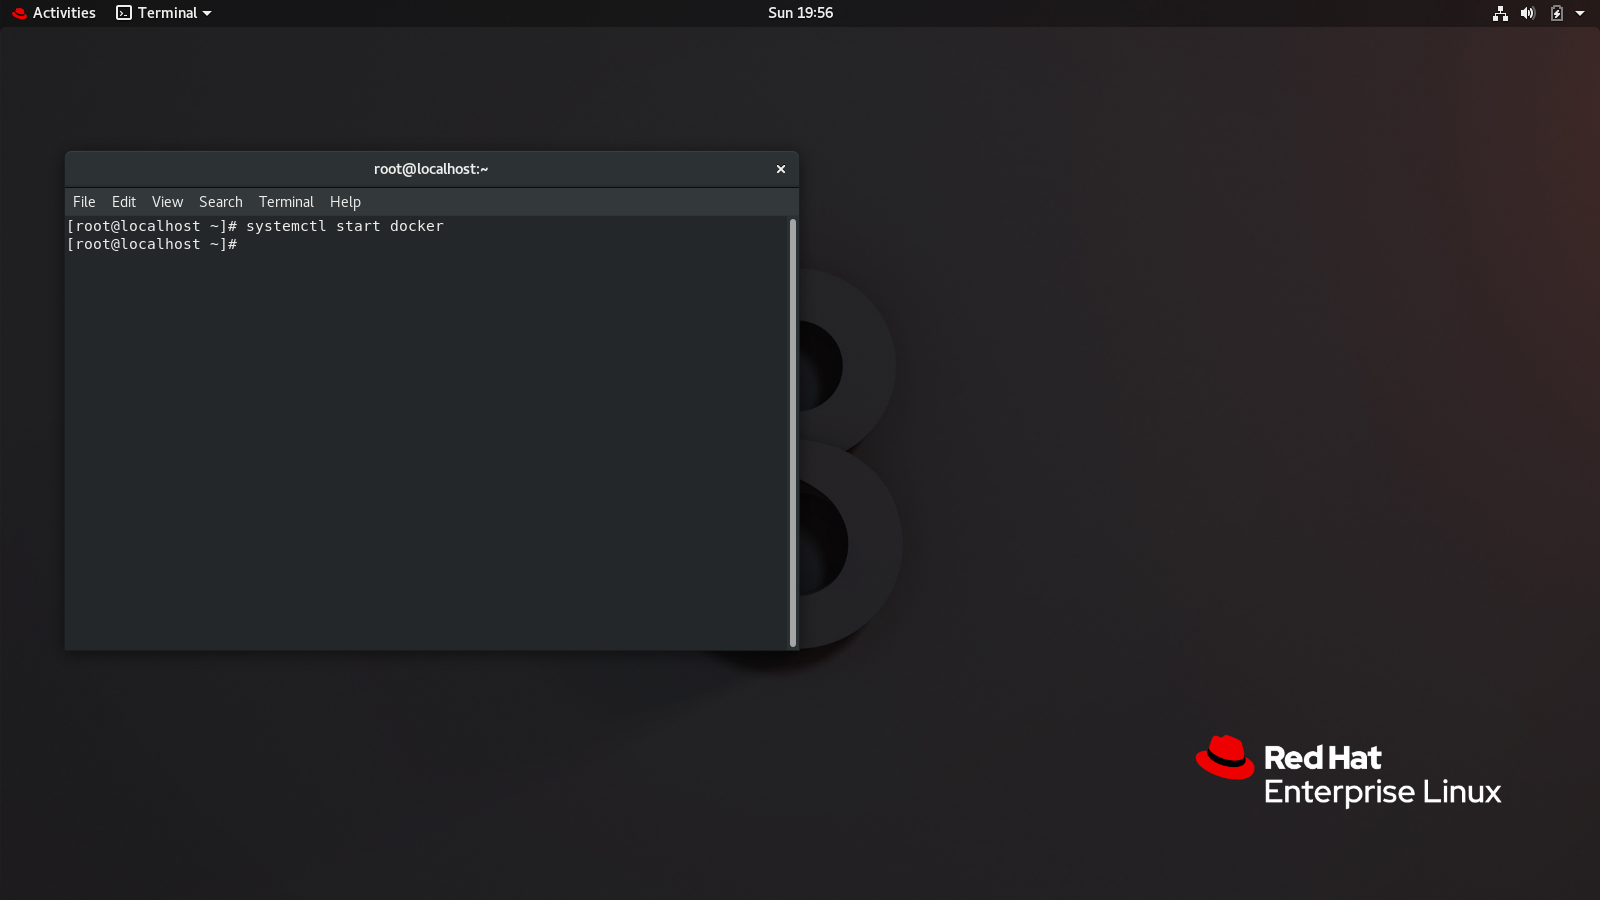 Activities Terminal Sun 19:56
root@localhost:~
File Edit View Search Terminal Help
[root@localhost ~]# systemctl start docker
[root@localhost ~]#
Red Hat
Enterprise Linux